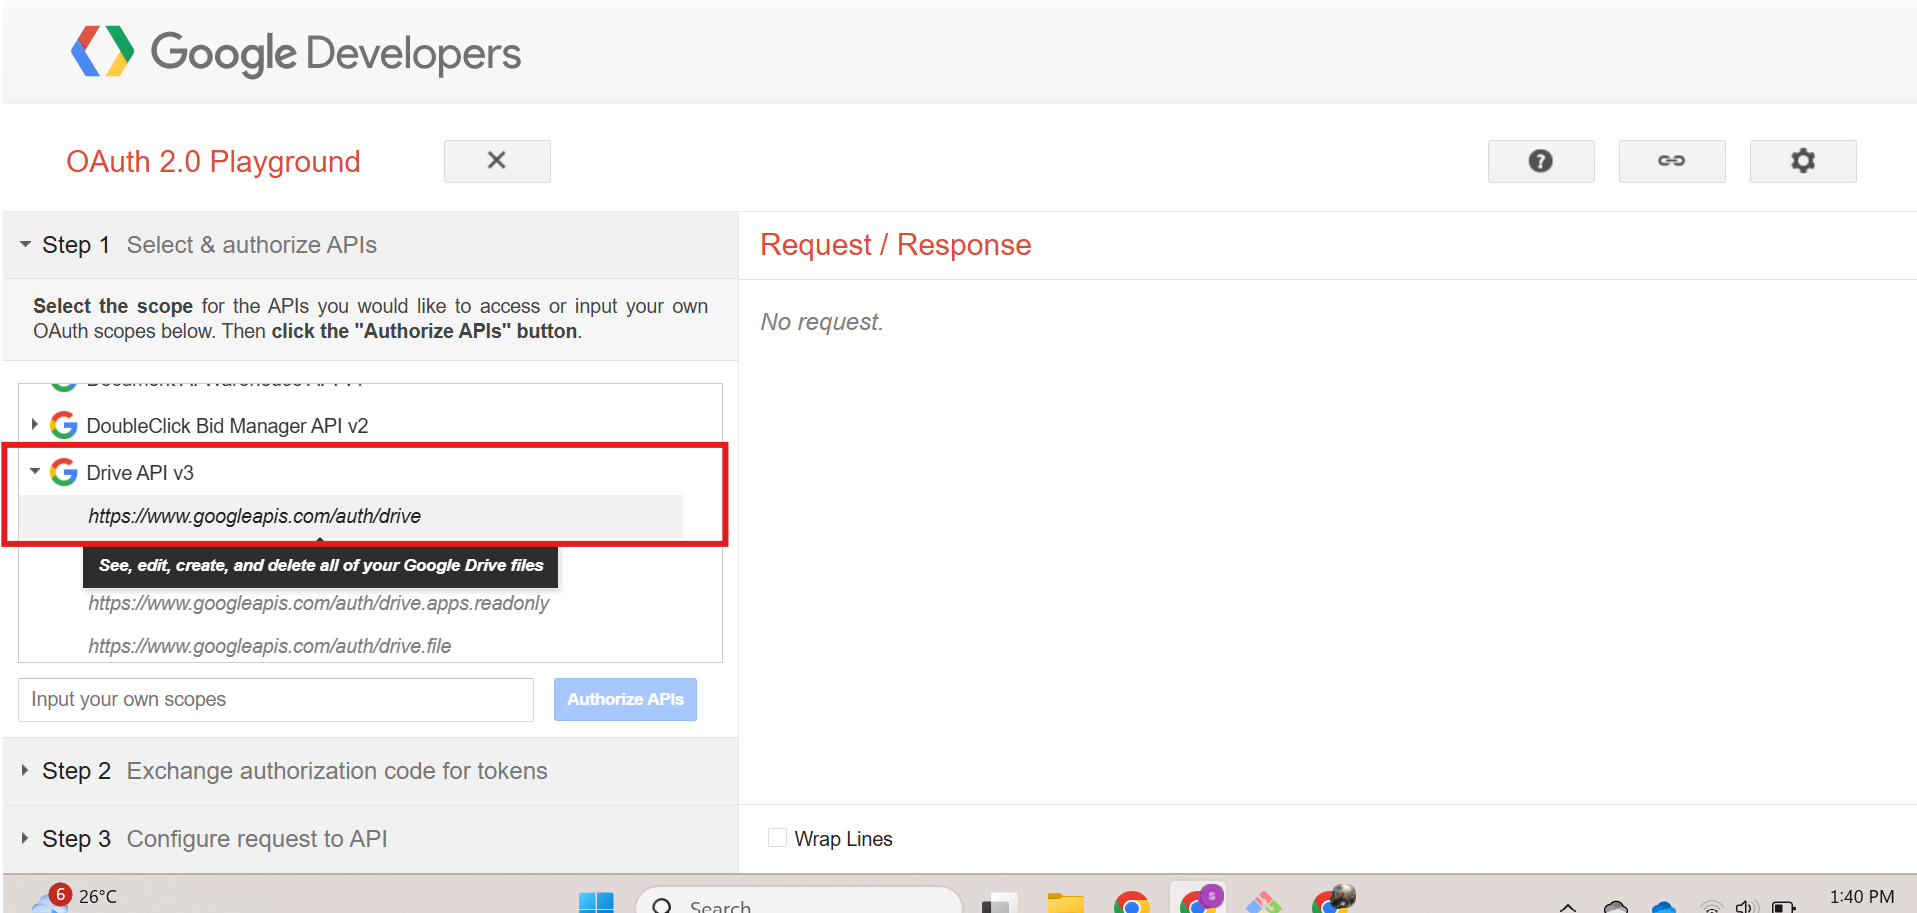 Google Developers
OAuth 2.0 Playground
Step 1 Select & authorize APIs
Select the scope for the APIs you would like to access or input your own
OAuth scopes below. Then click the "Authorize APIs" button.
DoubleClick Bid Manager API v2
Drive API v3
https://www.googleapis.com/auth/drive
See, edit, create, and delete all of your Google Drive files
https://www.googleapis.com/auth/drive.apps.readonly
https://www.googleapis.com/auth/drive.file
Input your own scopes
Authorize APIs
Step 2 Exchange authorization code for tokens
Step 3 Configure request to API
Request / Response
No request.
Wrap Lines
6
26°C
Search
$
1:40 PM